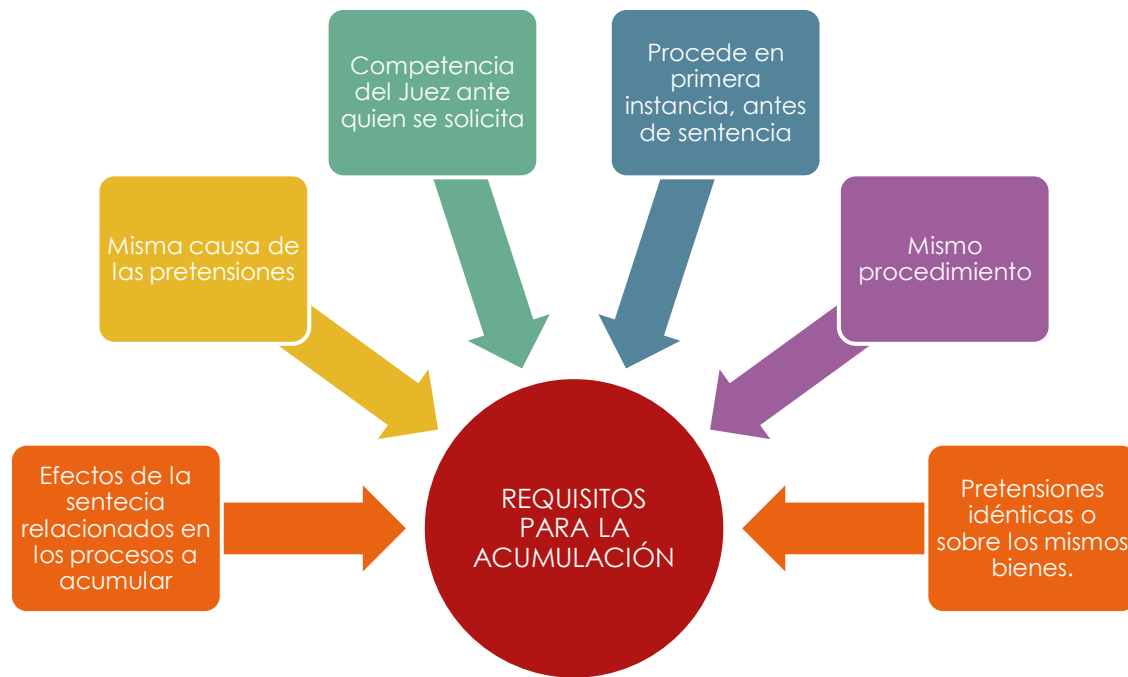 Competencia
del Juez ante
quien se solicita
Procede en
primera
instancia, antes
de sentencia
Misma causa de
las pretensiones
Mismo
procedimiento
Efectos de la
sentecia
relacionados en
los procesos a
acumular
REQUISITOS
PARA LA
ACUMULACIÓN
Pretensiones
idénticas o
sobre los mismos
bienes.